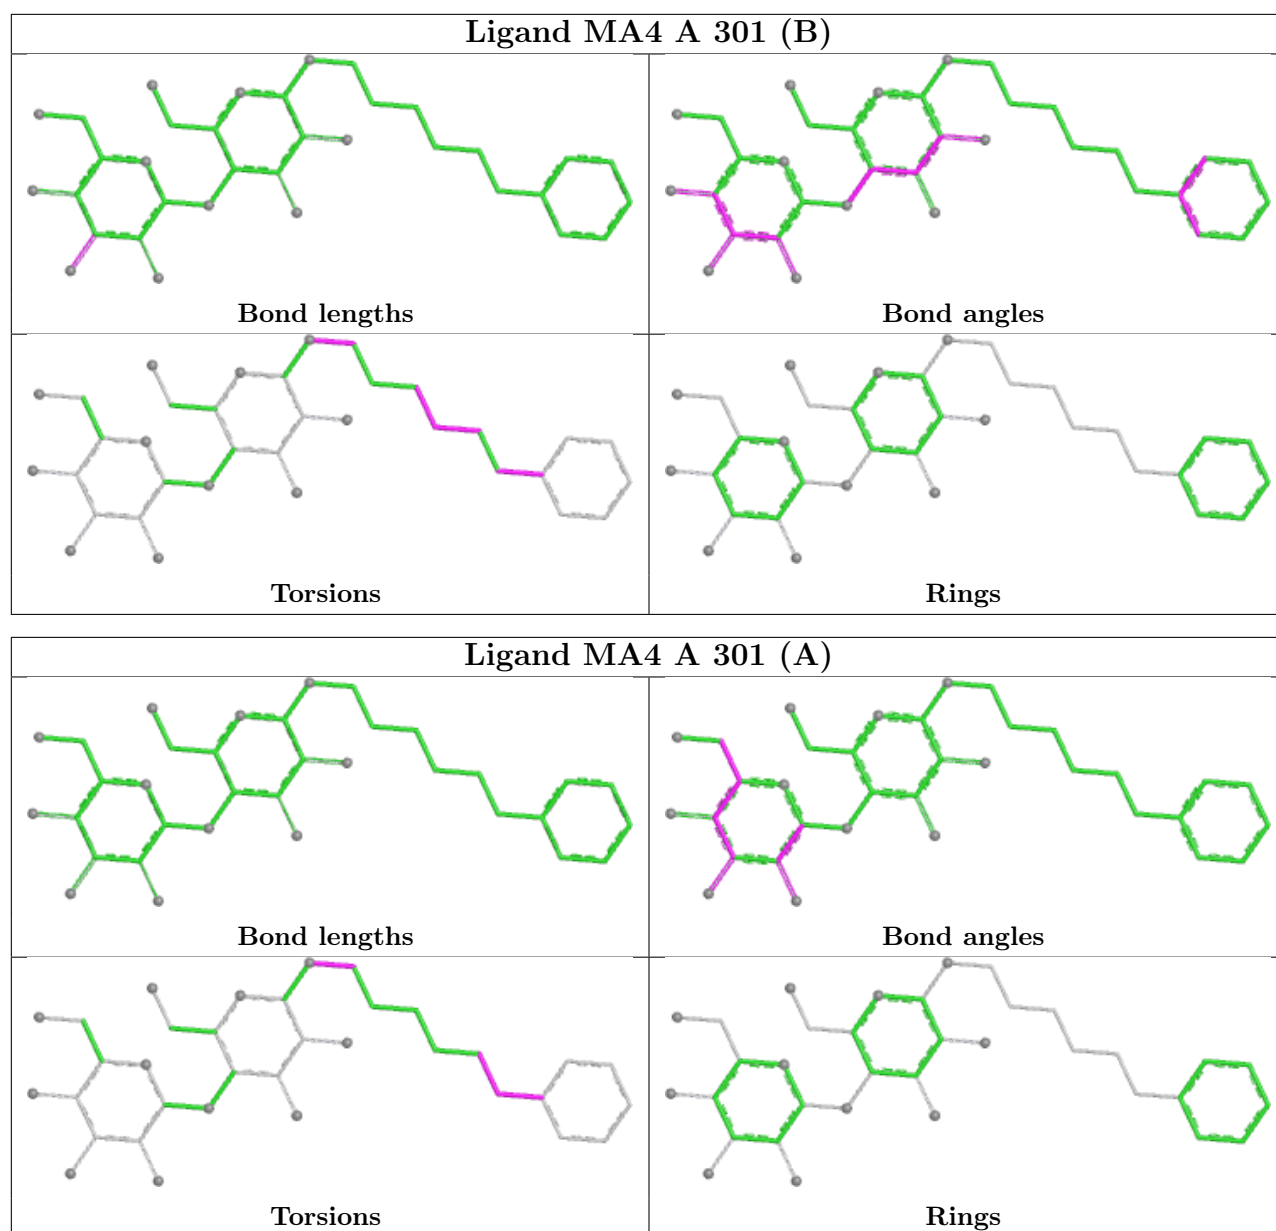 Ligand MA4 A 301 (B)
Bond lengths
Bond angles
Torsions
Rings
Ligand MA4 A 301 (A)
Bond lengths
Bond angles
Torsions
Rings